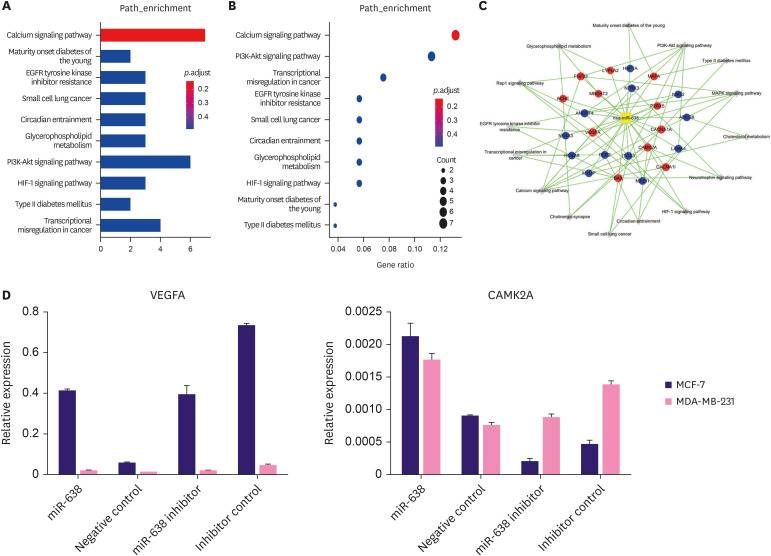 A
Path_enrichment
Calcium signaling pathway
Maturity onset diabetes of
the young
EGFR tyrosine kinase
inhibitor resistance
Small cell lung cancer
Circadian entrainment
Glycerophospholipid
metabolism
PI3K-Akt signaling pathway
HIF-1 signaling pathway
Type II diabetes mellitus
Transcriptional
misregulation in cancer
0
2
4
6
p.adjust
0.2
0.3
0.4
B
Path_enrichment
Calcium signaling pathway
PI3K-Akt signaling pathway
Transcriptional
misregulation in cancer
EGFR tyrosine kinase
inhibitor resistance
Small cell lung cancer
Circadian entrainment
Glycerophospholipid
metabolism
HIF-1 signaling pathway
Maturity onset diabetes of
the young
Type II diabetes mellitus
0.04
0.06
0.08
0.10
0.12
Gene ratio
p.adjust
0.2
0.3
0.4
Count
2
3
4
5
6
7
C
Maturity onset diabetes of the young
Glycerophospholipid metabolism
PI3K-Akt signaling pathway
Type II diabetes mellitus
Rap1 signaling pathway
MAPK signaling pathway
EGFR tyrosine kinase inhibitor
resistance
Cholesterol metabolism
Transcriptional misregulation in
cancer
Neurotrophin signaling pathway
Calcium signaling pathway
HIF-1 signaling pathway
Cholinergic synapse
Circadian entrainment
Small cell lung cancer
hsa-miR-638
CACNA1A
VEGFA
CAMK2A
D
VEGFA
Relative expression
0.8
0.6
0.4
0.2
0
miR-638
Negative control
miR-638 inhibitor
Inhibitor control
CAMK2A
Relative expression
0.0025
0.0020
0.0015
0.0010
0.0005
0
miR-638
Negative control
miR-638 inhibitor
Inhibitor control
MCF-7
MDA-MB-231